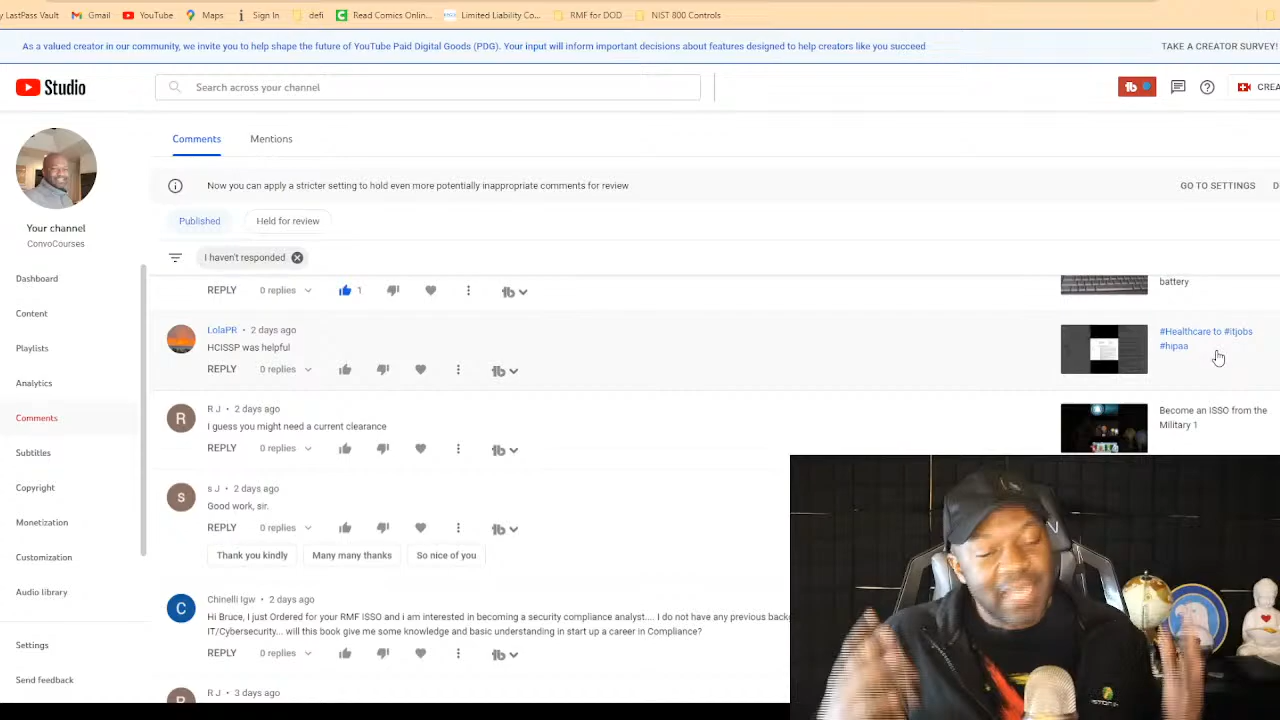 y LastPass Vault Gmail YouTube Maps Sign In defi Read Comics Onlin... Limited Liability Co... RMF for DOD NIST 800 Controls
As a valued creator in our community, we invite you to help shape the future of YouTube Paid Digital Goods (PDG). Your input will inform important decisions about features designed to help creators like you succeed TAKE A CREATOR SURVEY!
Studio Search across your channel CREA
Comments Mentions
Now you can apply a stricter setting to hold even more potentially inappropriate comments for review GO TO SETTINGS D
Published Held for review
Your channel
ConvoCourses
I haven't responded
Dashboard
Content
Playlists
Analytics
Comments
Subtitles
Copyright
Monetization
Customization
Audio library
Settings
Send feedback
REPLY 0 replies 1
battery
LolaPR • 2 days ago
HCISSP was helpful
REPLY 0 replies
#Healthcare to #itjobs
#hipaa
R J • 2 days ago
I guess you might need a current clearance
REPLY 0 replies
Become an ISSO from the
Military 1
s J • 2 days ago
Good work, sir.
REPLY 0 replies
Thank you kindly Many many thanks So nice of you
Chinelli Igw • 2 days ago
Hi Bruce, I just Ordered for your RMF ISSO and i am interested in becoming a security compliance analyst.... I do not have any previous back
IT/Cybersecurity... will this book give me some knowledge and basic understanding in start up a career in Compliance?
REPLY 0 replies
R J • 3 days ago